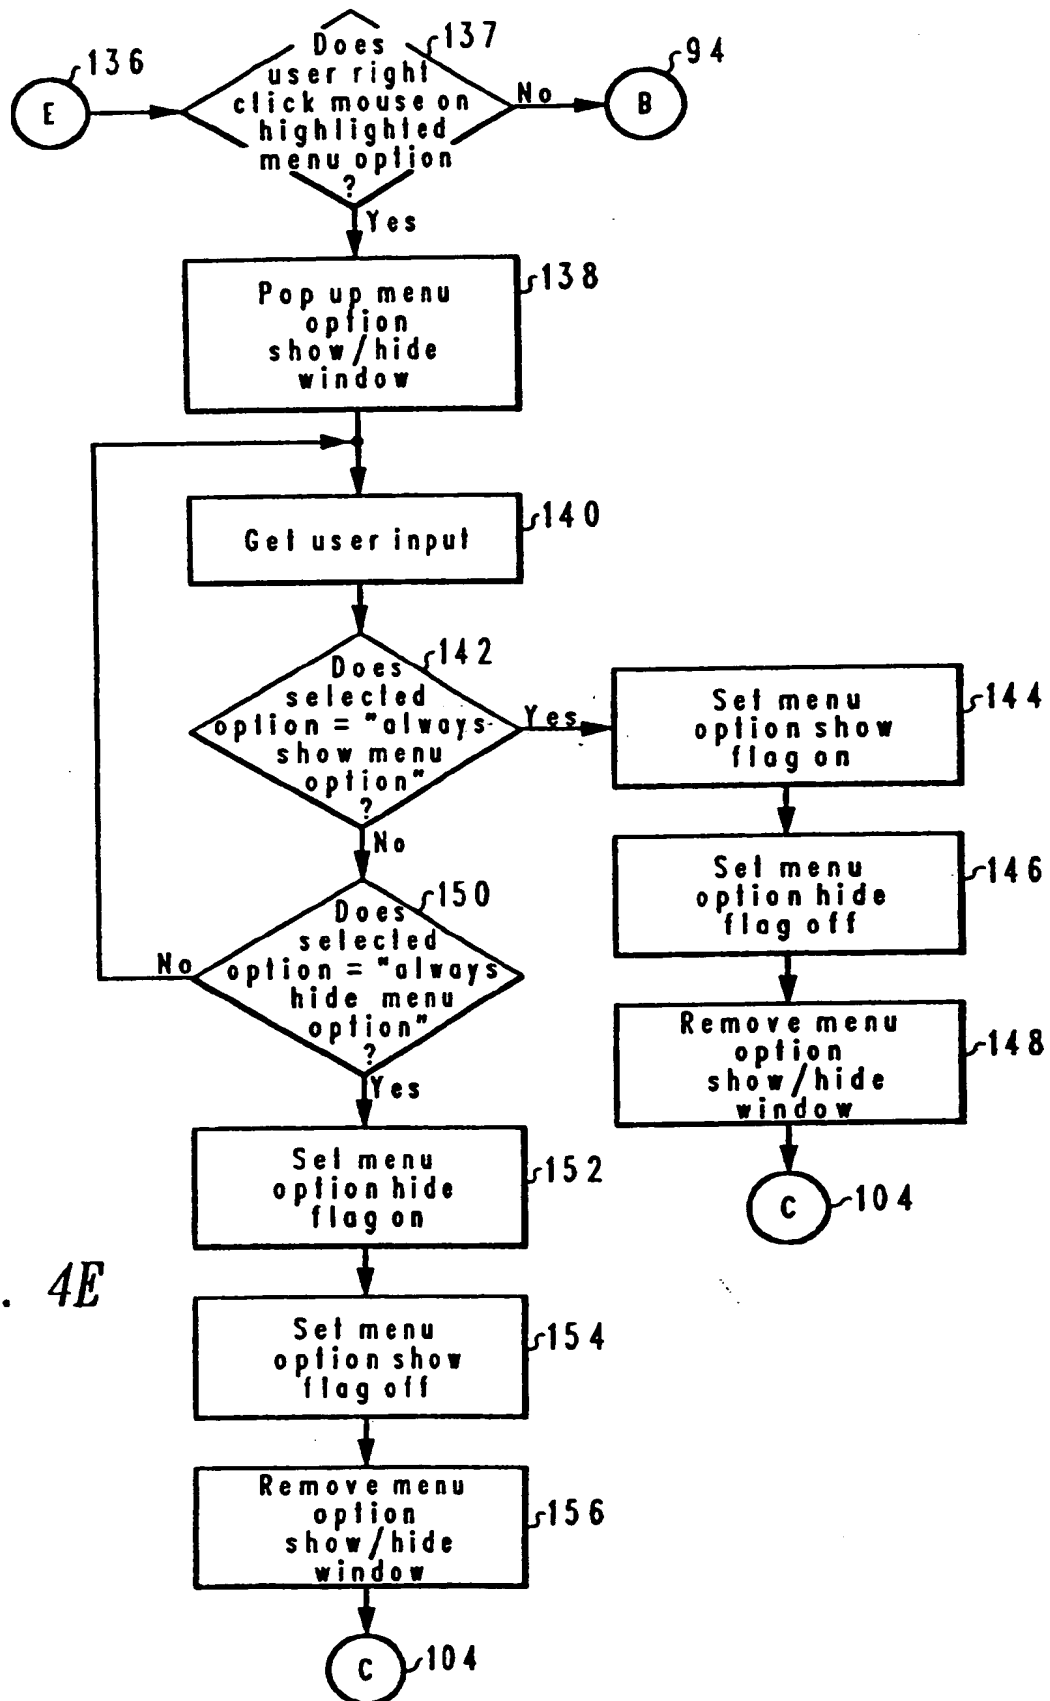 136
E
Does
user right
click mouse on
highlighted
menu option
?
137
No
94
B
Yes
Pop up menu
option
show/hide
window
138
Get user input
140
Does
selected
option = "always
show menu
option"
?
142
Yes
Set menu
option show
flag on
144
No
Set menu
option hide
flag off
146
Does
selected
option = "always
hide menu
option"
?
150
No
Remove menu
option
show/hide
window
148
Yes
Set menu
option hide
flag on
152
C
104
. 4E
Set menu
option show
flag off
154
Remove menu
option
show/hide
window
156
C
104